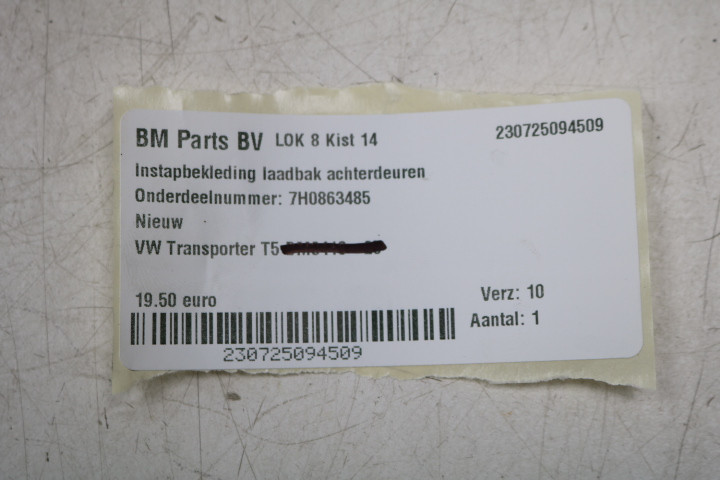 BM Parts BV LOK 8 Kist 14 230725094509
Instapbekleding laadbak achterdeuren
Onderdeelnummer: 7H0863485
Nieuw
VW Transporter T5
19.50 euro
Verz: 10
Aantal: 1
230725094509